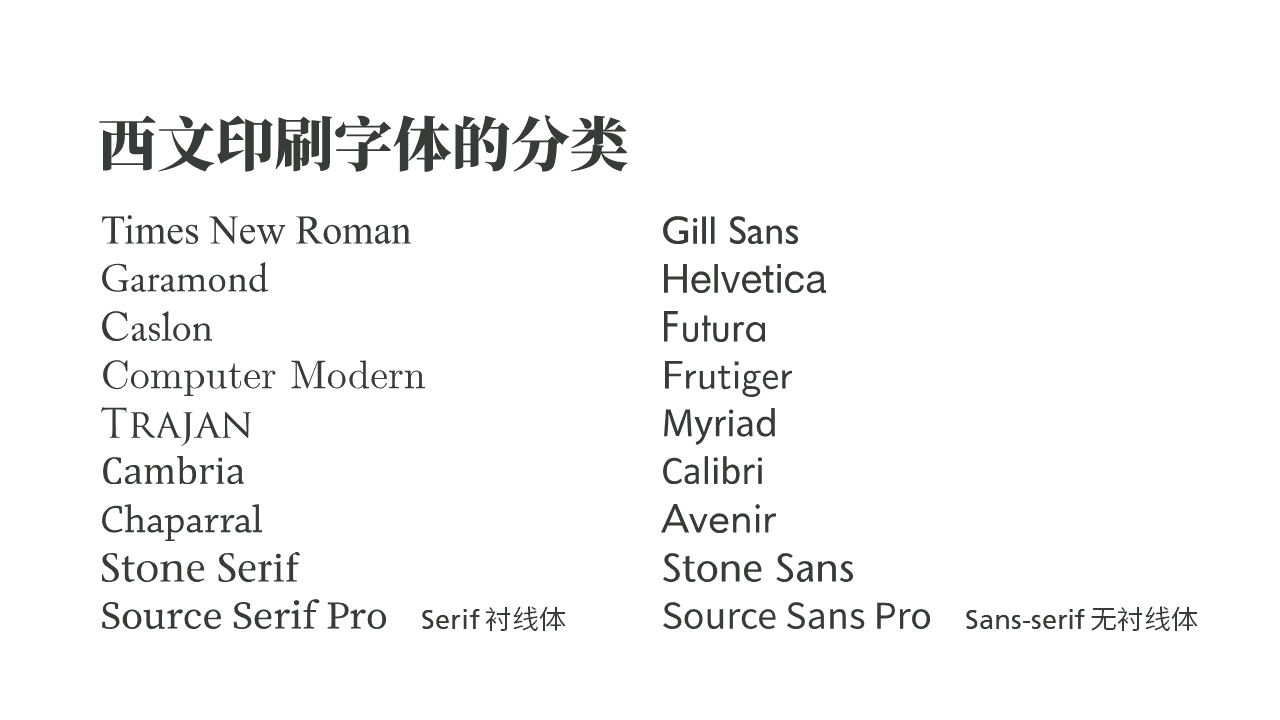 西文印刷字体的分类
Times New Roman
Garamond
Caslon
Computer Modern
TRAJAN
Cambria
Chaparral
Stone Serif
Source Serif Pro Serif 衬线体
Gill Sans
Helvetica
Futura
Frutiger
Myriad
Calibri
Avenir
Stone Sans
Source Sans Pro Sans-serif 无衬线体